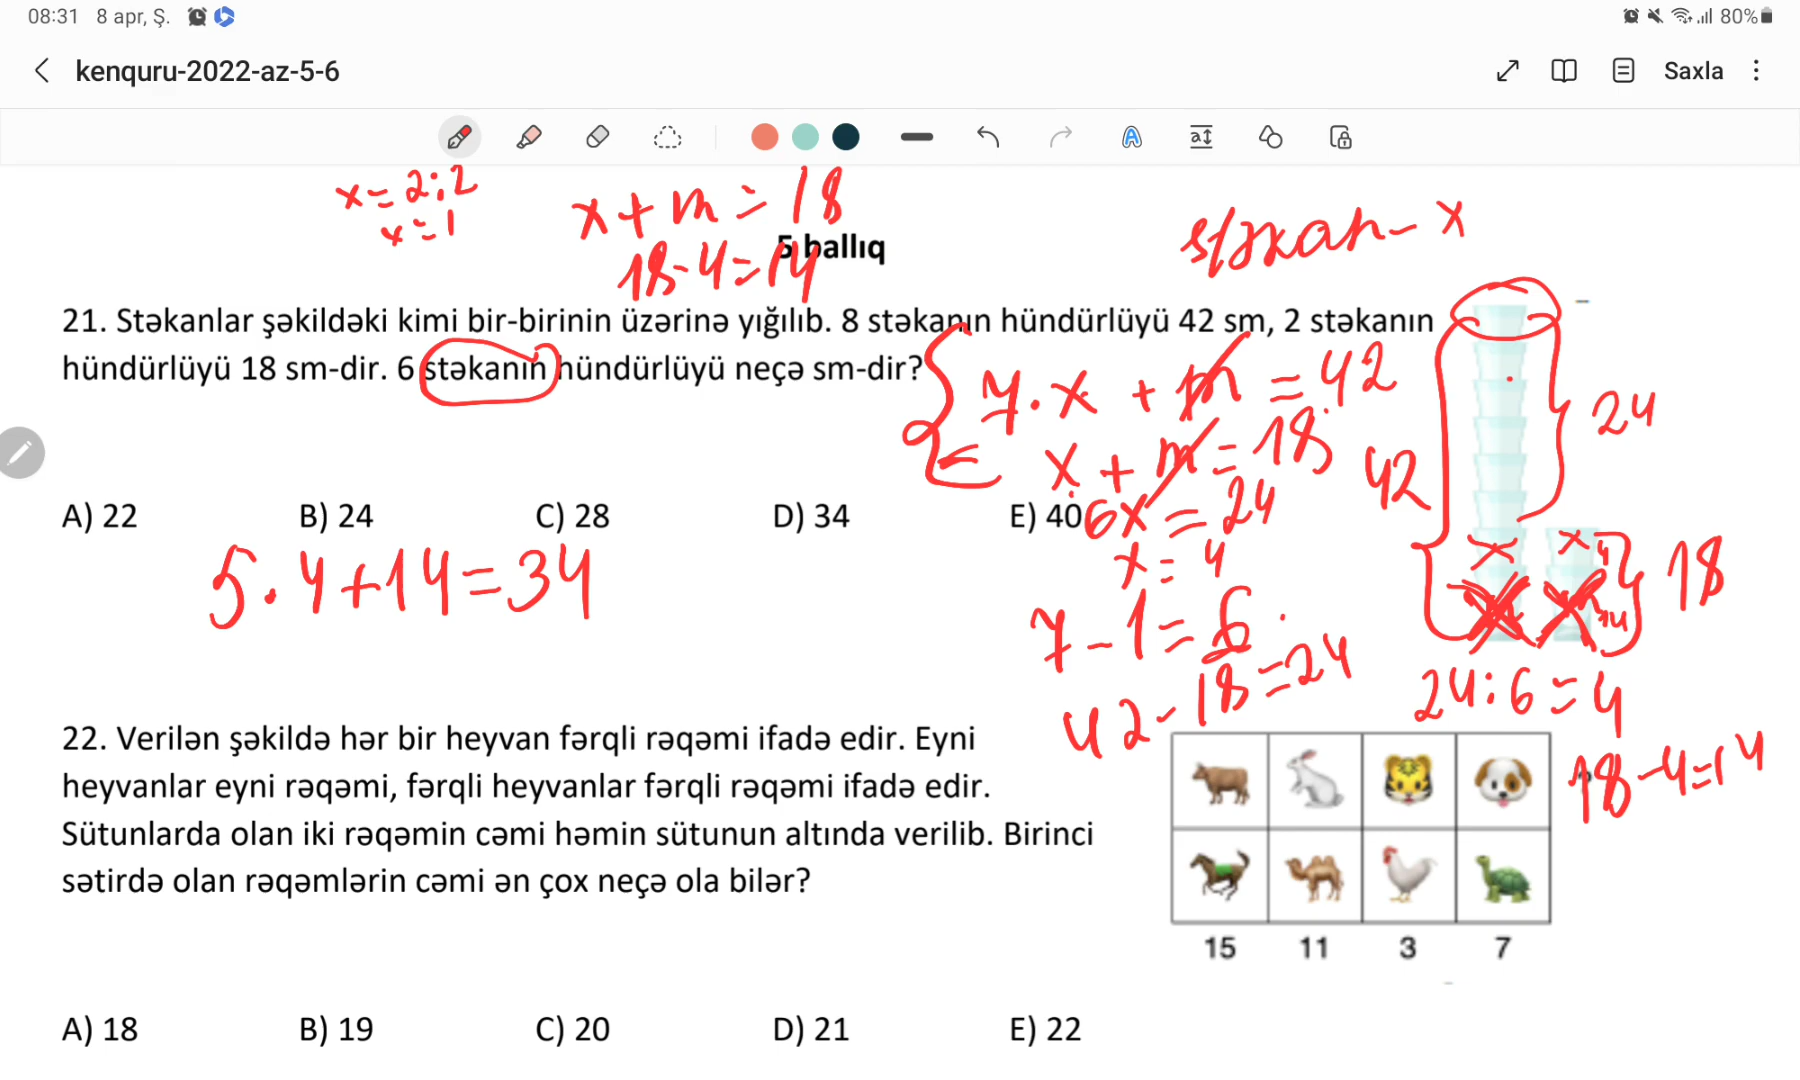 08:31 8 apr, Ş. 80%
kenquru-2022-az-5-6 Saxla
x = 2:2
x = 1
x + m = 18
18 - 4 = 14
5 ballıq
stəkan - x
21. Stəkanlar şəkildəki kimi bir-birinin üzərinə yığılıb. 8 stəkanın hündürlüyü 42 sm, 2 stəkanın
hündürlüyü 18 sm-dir. 6 stəkanın hündürlüyü neçə sm-dir?
7 · x + m = 42
x + m = 18
6x = 24
x = 4
7 - 1 = 6
42 - 18 = 24
42
24
x x 4
14
18
24 : 6 = 4
18 - 4 = 14
A) 22 B) 24 C) 28 D) 34 E) 40
5 · 4 + 14 = 34
22. Verilən şəkildə hər bir heyvan fərqli rəqəmi ifadə edir. Eyni
heyvanlar eyni rəqəmi, fərqli heyvanlar fərqli rəqəmi ifadə edir.
Sütunlarda olan iki rəqəmin cəmi həmin sütunun altında verilib. Birinci
sətirdə olan rəqəmlərin cəmi ən çox neçə ola bilər?
15 11 3 7
A) 18 B) 19 C) 20 D) 21 E) 22